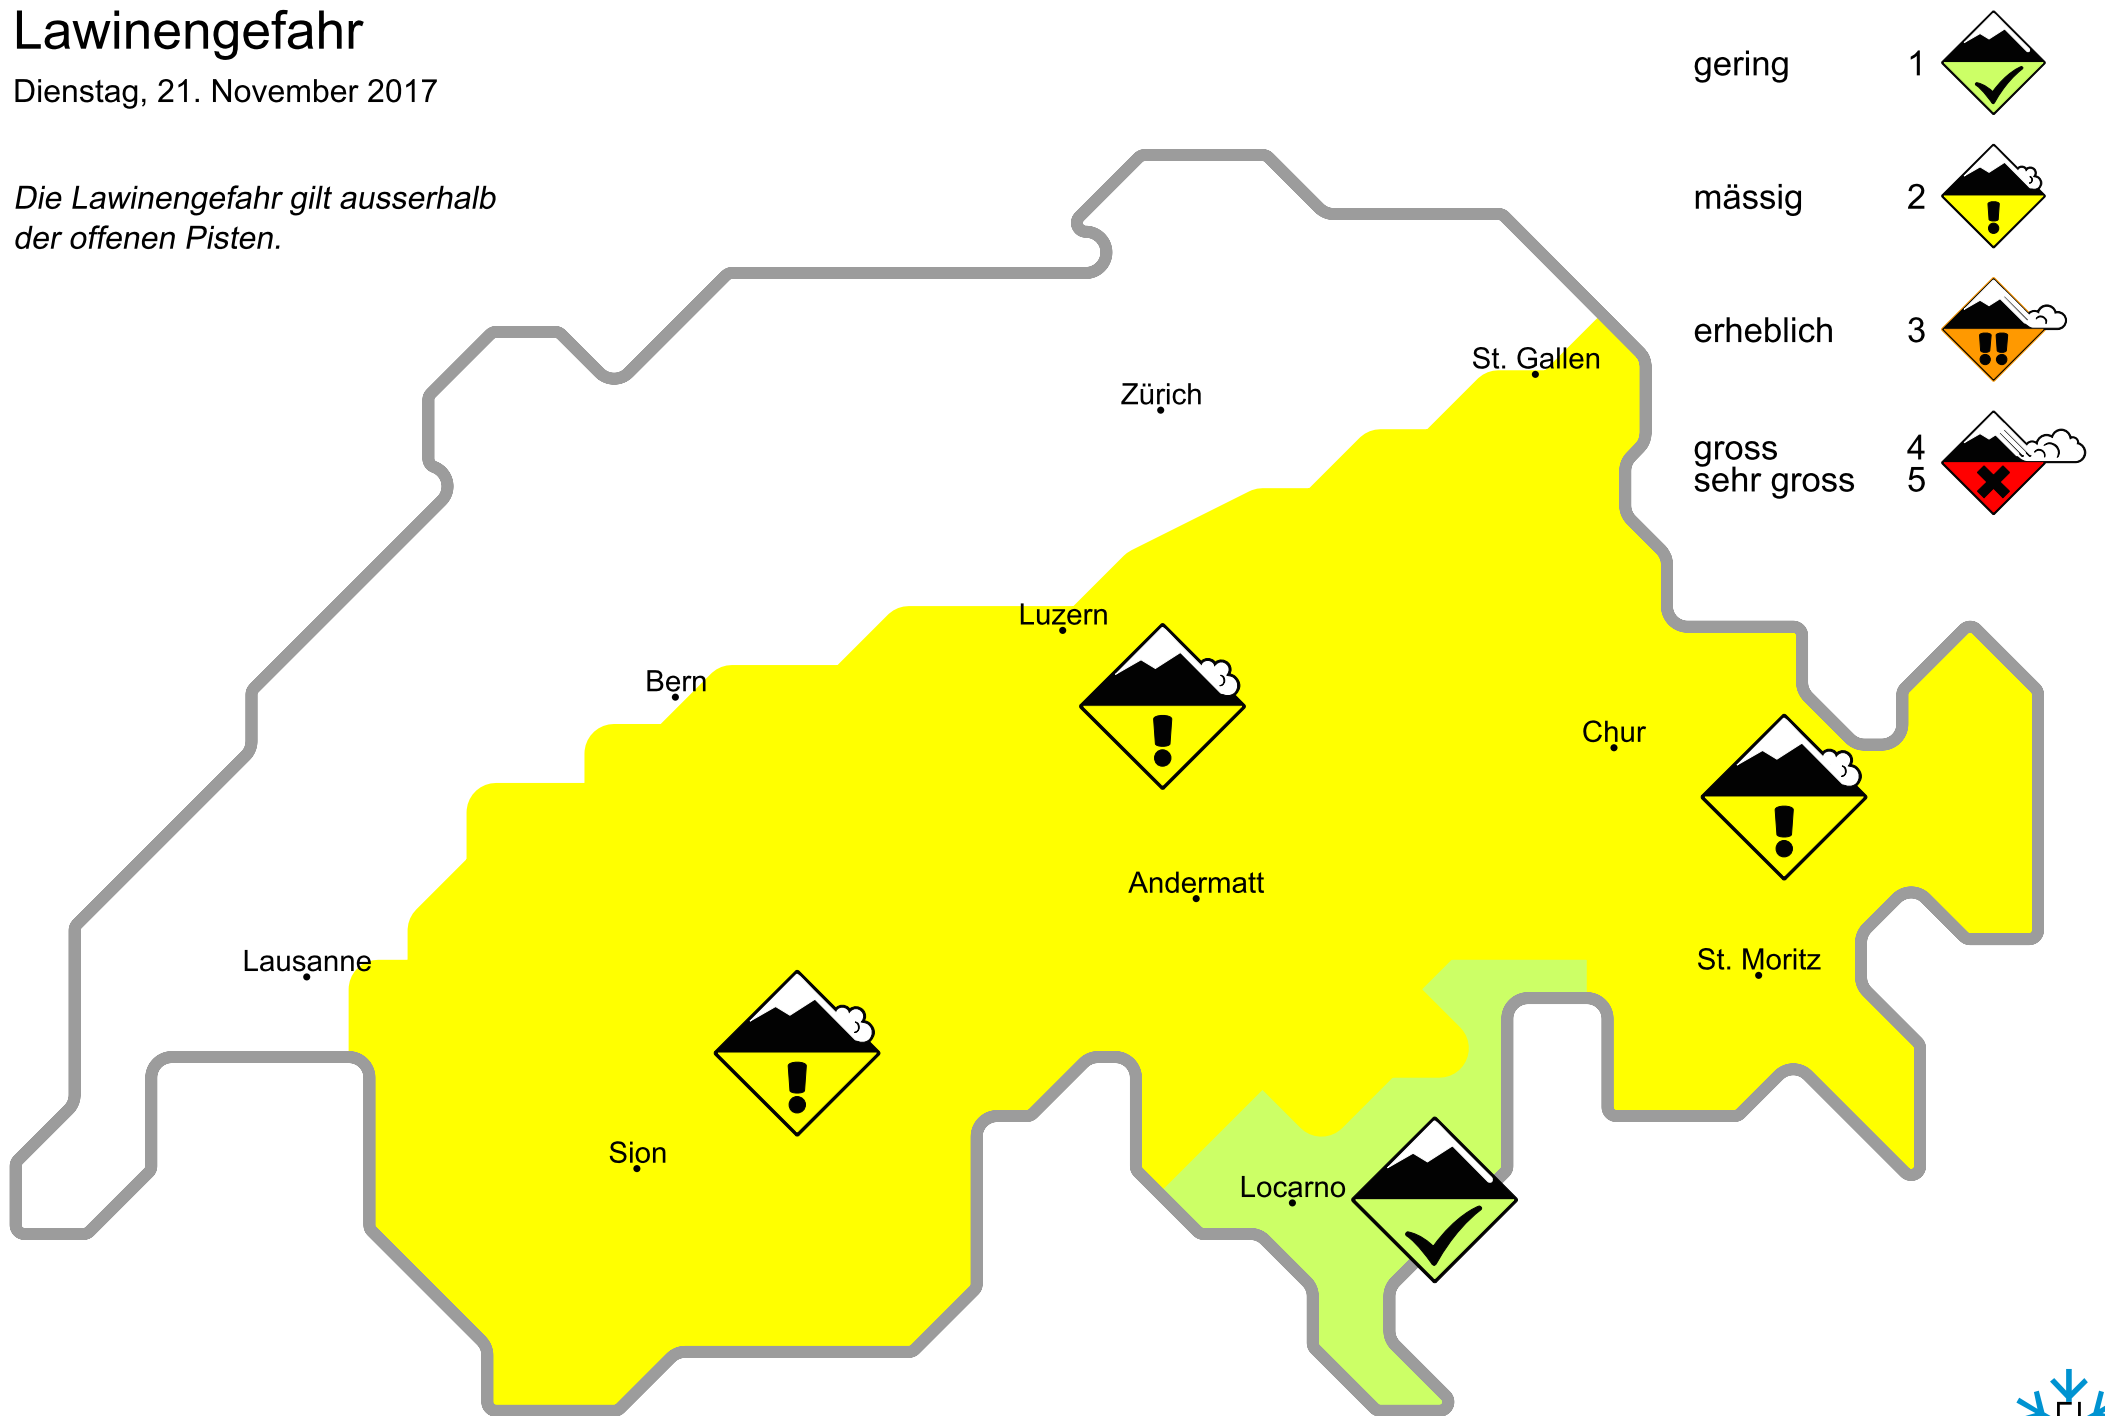 Lawinengefahr
Dienstag, 21. November 2017
Die Lawinengefahr gilt ausserhalb
der offenen Pisten.
gering 1
mässig 2
erheblich 3
gross 4
sehr gross 5
St. Gallen
Zürich
Luzern
Bern
Chur
Andermatt
Lausanne
St. Moritz
Sion
Locarno